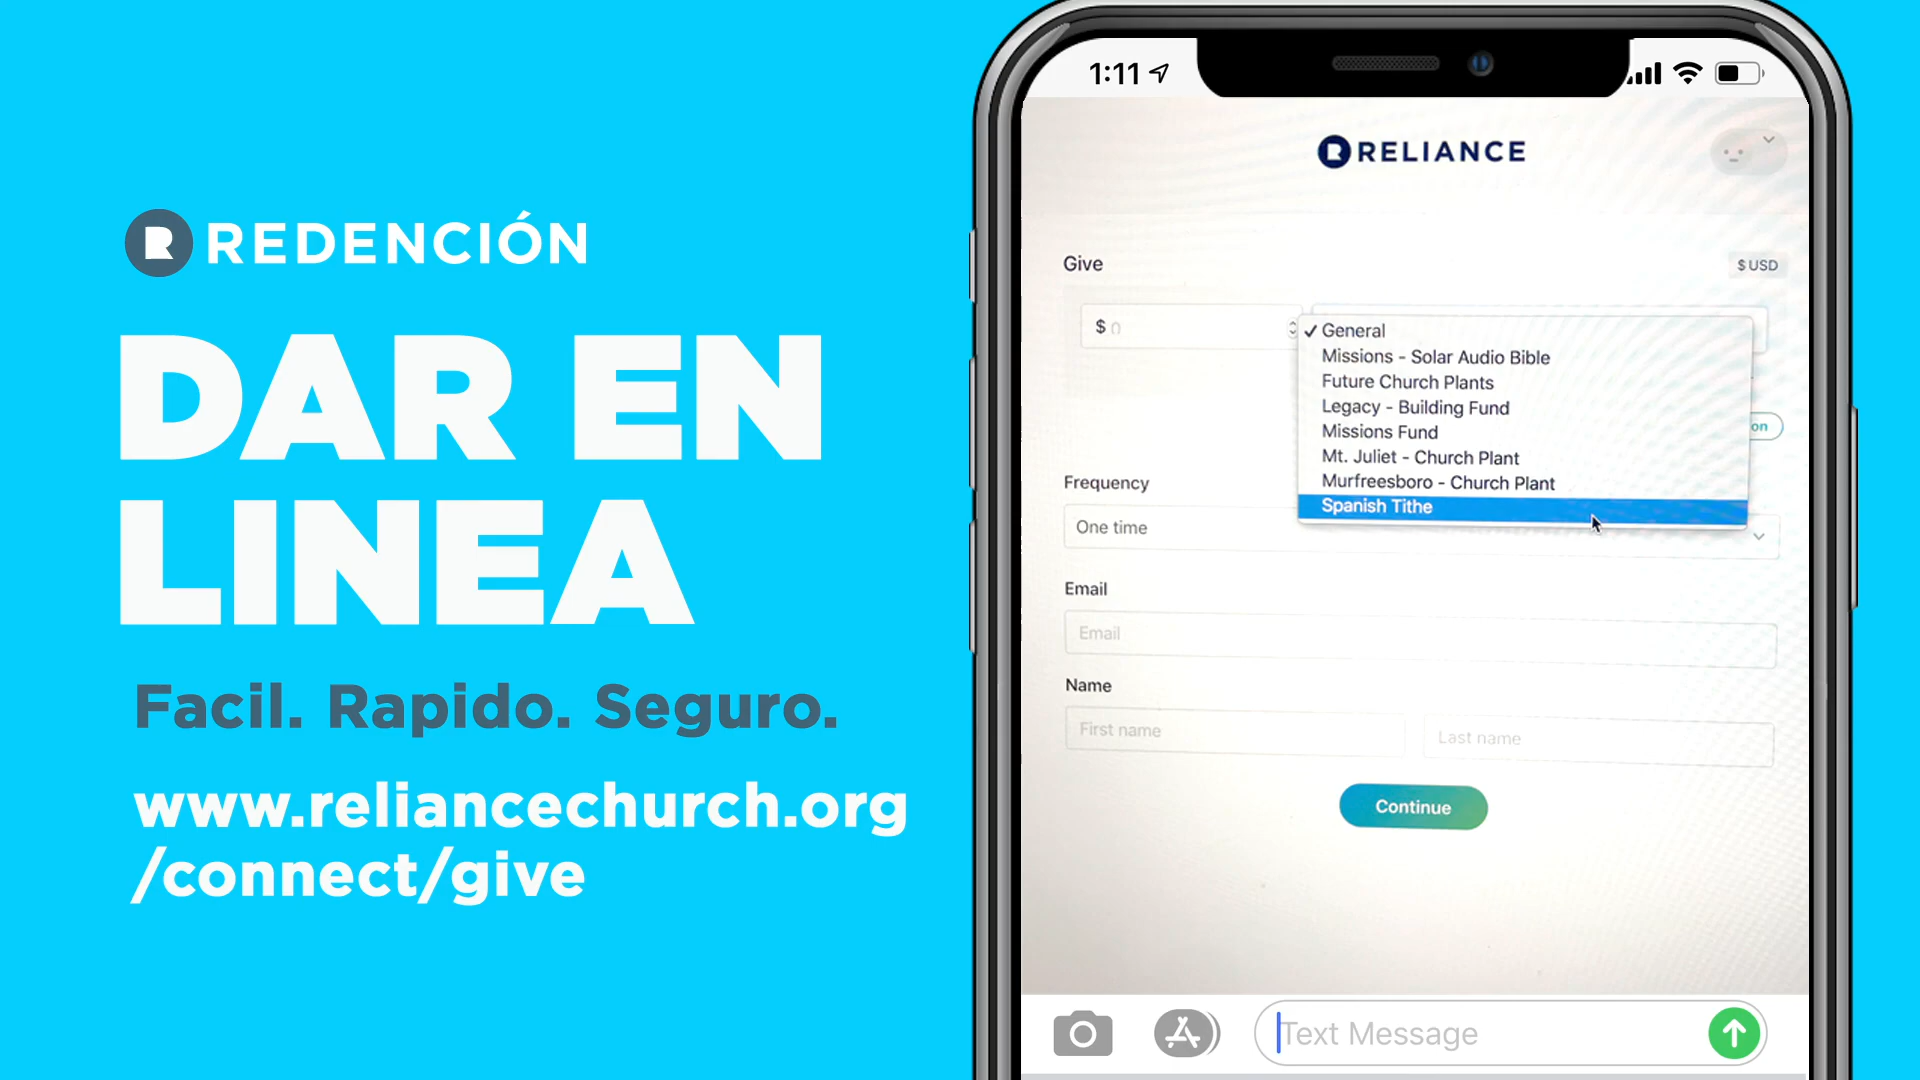 REDENCIÓN
DAR EN
LINEA
Facil. Rapido. Seguro.
www.reliancechurch.org
/connect/give
1:11
RELIANCE
Give
$ USD
$ 0
General
Missions - Solar Audio Bible
Future Church Plants
Legacy - Building Fund
on
Missions Fund
Mt. Juliet - Church Plant
Murfreesboro - Church Plant
Spanish Tithe
Frequency
One time
Email
Email
Name
First name
Last name
Continue
Text Message